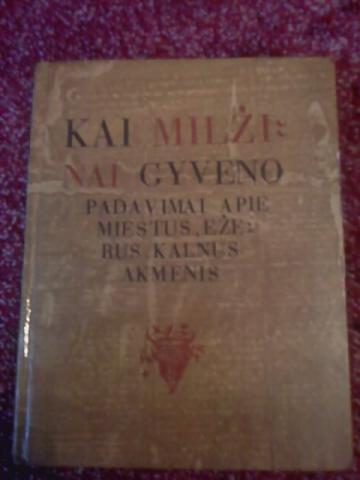 KAI MILŽI:
NAI GYVENO
PADAVIMAI APIE
MIESTUS, EŽE:
RUS, KALNUS
AKMENIS